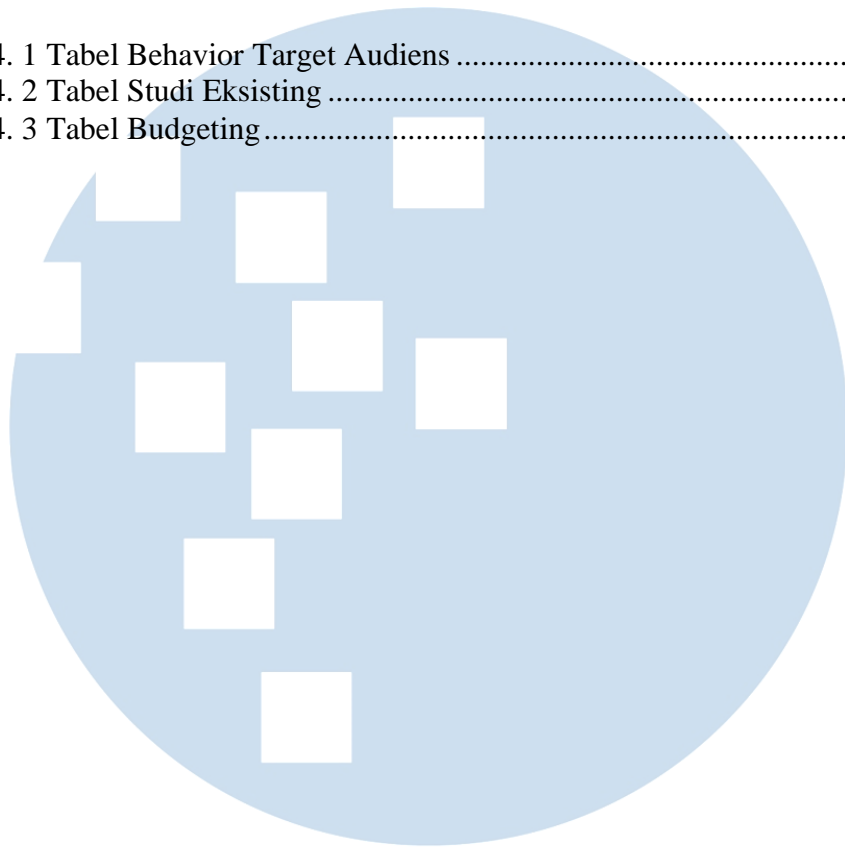 4. 1 Tabel Behavior Target Audiens ................................................
4. 2 Tabel Studi Eksisting ................................................................
4. 3 Tabel Budgeting........................................................................